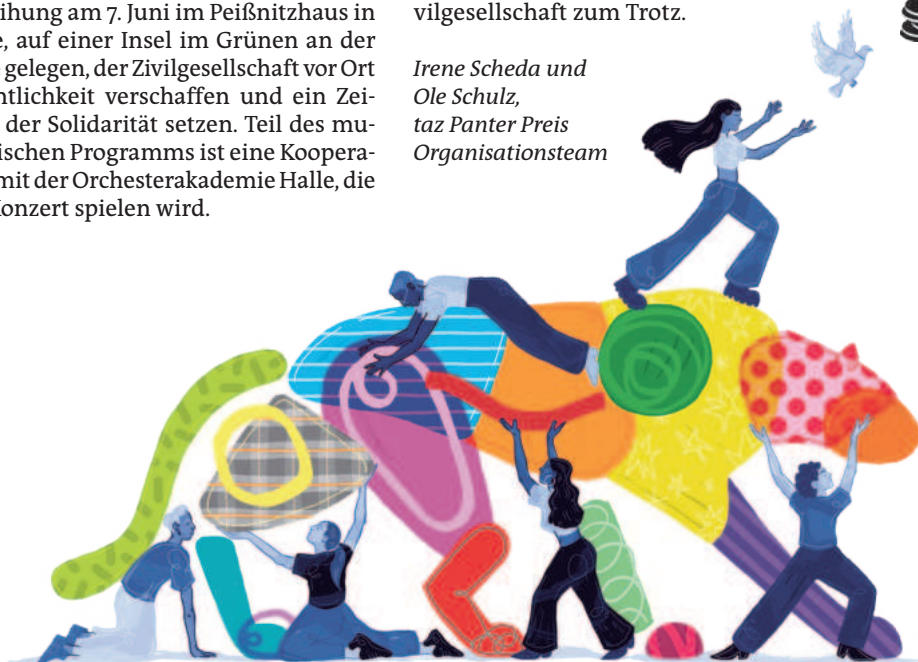 ihung am 7. Juni im Peißnitzhaus in
e, auf einer Insel im Grünen an der
gelegen, der Zivilgesellschaft vor Ort
ntlichkeit verschaffen und ein Zei-
der Solidarität setzen. Teil des mu-
ischen Programms ist eine Koopera-
mit der Orchesterakademie Halle, die
Konzert spielen wird.
vilgesellschaft zum Trotz.
Irene Scheda und
Ole Schulz,
taz Panter Preis
Organisationsteam